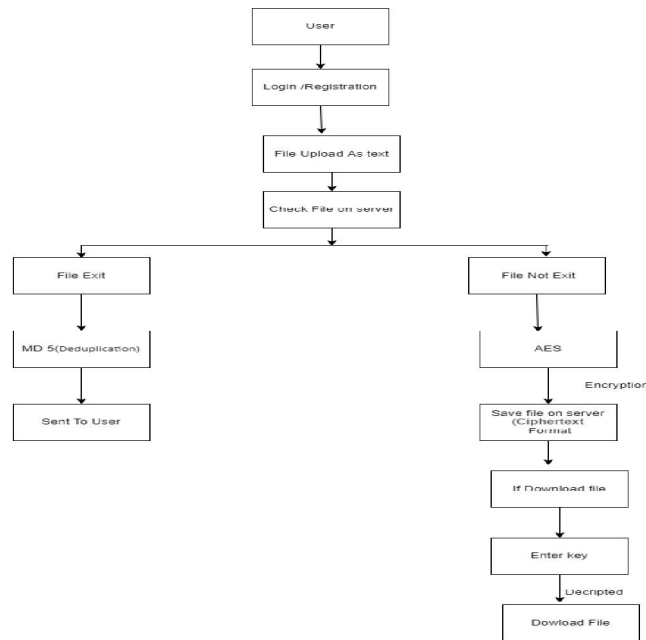 User
Login /Registration
File Upload As text
Check File on server
File Exit
File Not Exit
MD 5(Deduplication)
AES
Encryption
Sent To User
Save file on server
(Ciphertext
Format
If Download file
Enter key
Decripted
Dowload File